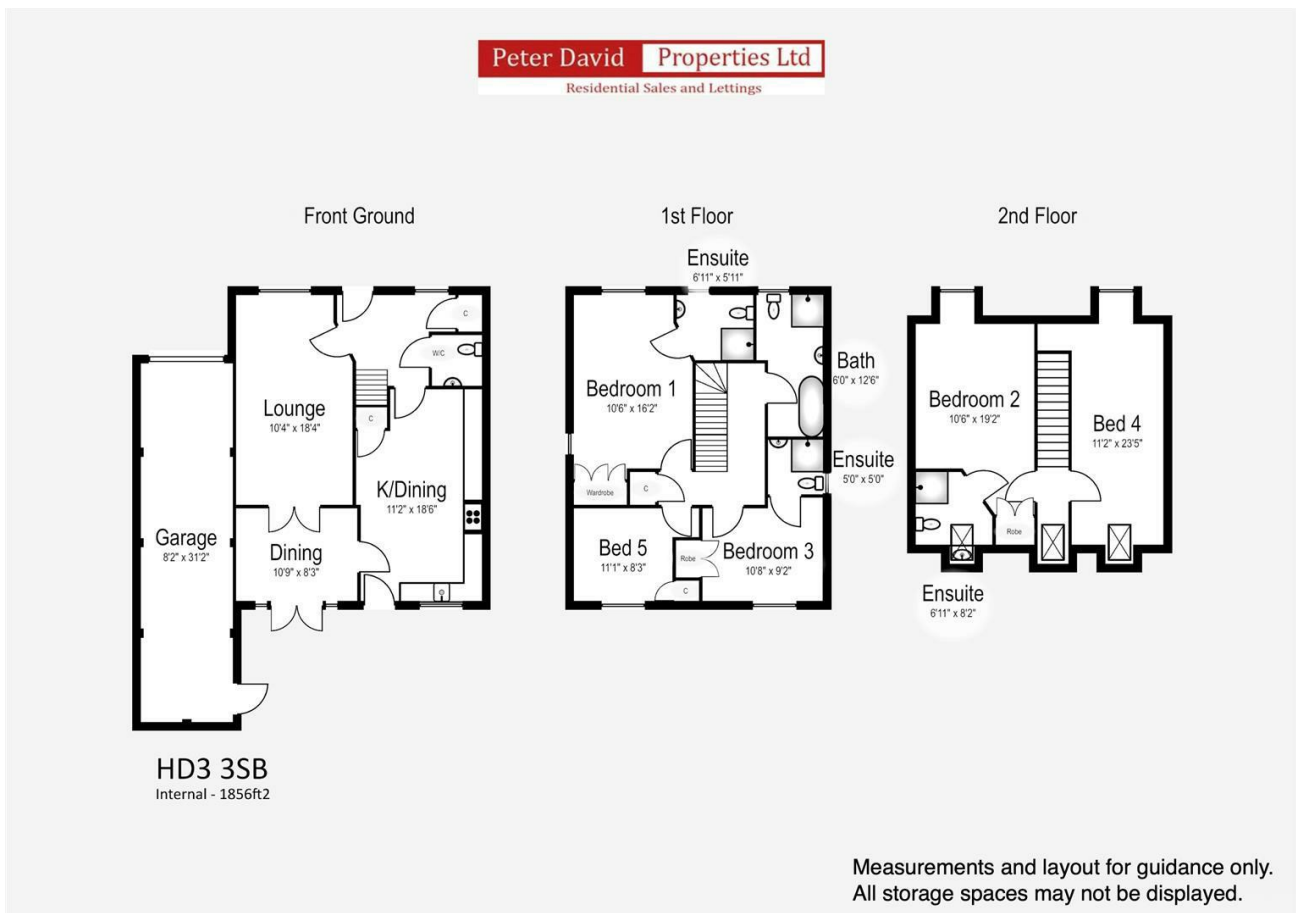 Peter David Properties Ltd
Residential Sales and Lettings
Front Ground
1st Floor
2nd Floor
Ensuite
6'11" x 5'11"
C
W/C
Bath
6'0" x 12'6"
Bedroom 1
10'6" x 16'2"
Bedroom 2
10'6" x 19'2"
Lounge
10'4" x 18'4"
C
Bed 4
11'2" x 23'5"
Ensuite
5'0" x 5'0"
K/Dining
11'2" x 18'6"
Wardrobe
C
Garage
8'2" x 31'2"
Dining
10'9" x 8'3"
Bed 5
11'1" x 8'3"
Robe
Bedroom 3
10'8" x 9'2"
C
Robe
Ensuite
6'11" x 8'2"
HD3 3SB
Internal - 1856ft2
Measurements and layout for guidance only.
All storage spaces may not be displayed.